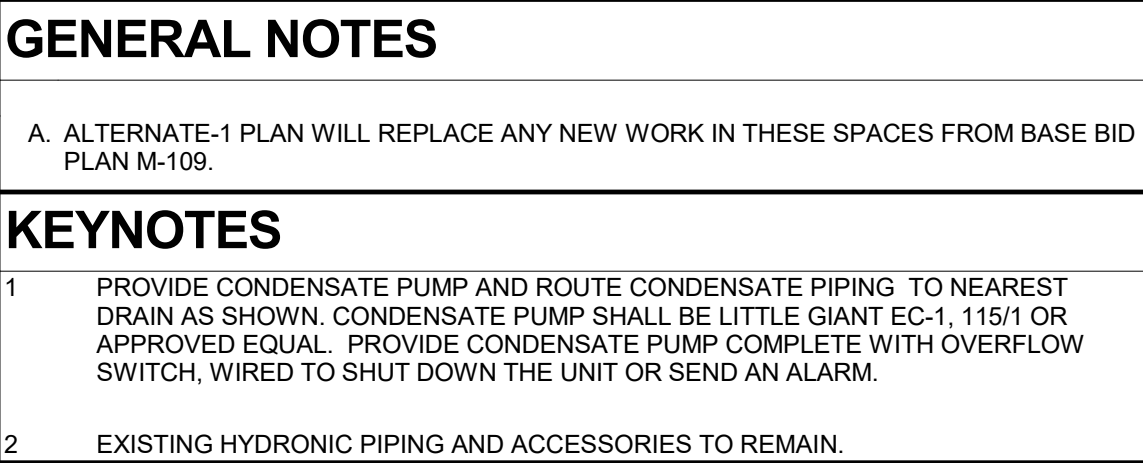 GENERAL NOTES
A. ALTERNATE-1 PLAN WILL REPLACE ANY NEW WORK IN THESE SPACES FROM BASE BID
PLAN M-109.
KEYNOTES
1 PROVIDE CONDENSATE PUMP AND ROUTE CONDENSATE PIPING TO NEAREST
DRAIN AS SHOWN. CONDENSATE PUMP SHALL BE LITTLE GIANT EC-1, 115/1 OR
APPROVED EQUAL. PROVIDE CONDENSATE PUMP COMPLETE WITH OVERFLOW
SWITCH, WIRED TO SHUT DOWN THE UNIT OR SEND AN ALARM.
2 EXISTING HYDRONIC PIPING AND ACCESSORIES TO REMAIN.